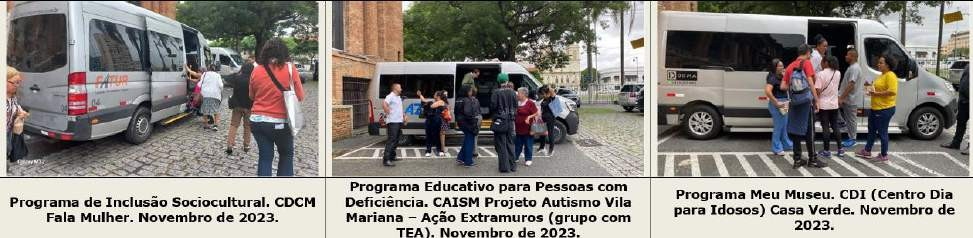 FATUR
04
Programa de Inclusão Sociocultural. CDCM
Fala Mulher. Novembro de 2023.
Programa Educativo para Pessoas com
Deficiência. CAISM Projeto Autismo Vila
Mariana – Ação Extramuros (grupo com
TEA). Novembro de 2023.
Programa Meu Museu. CDI (Centro Dia
para Idosos) Casa Verde. Novembro de
2023.